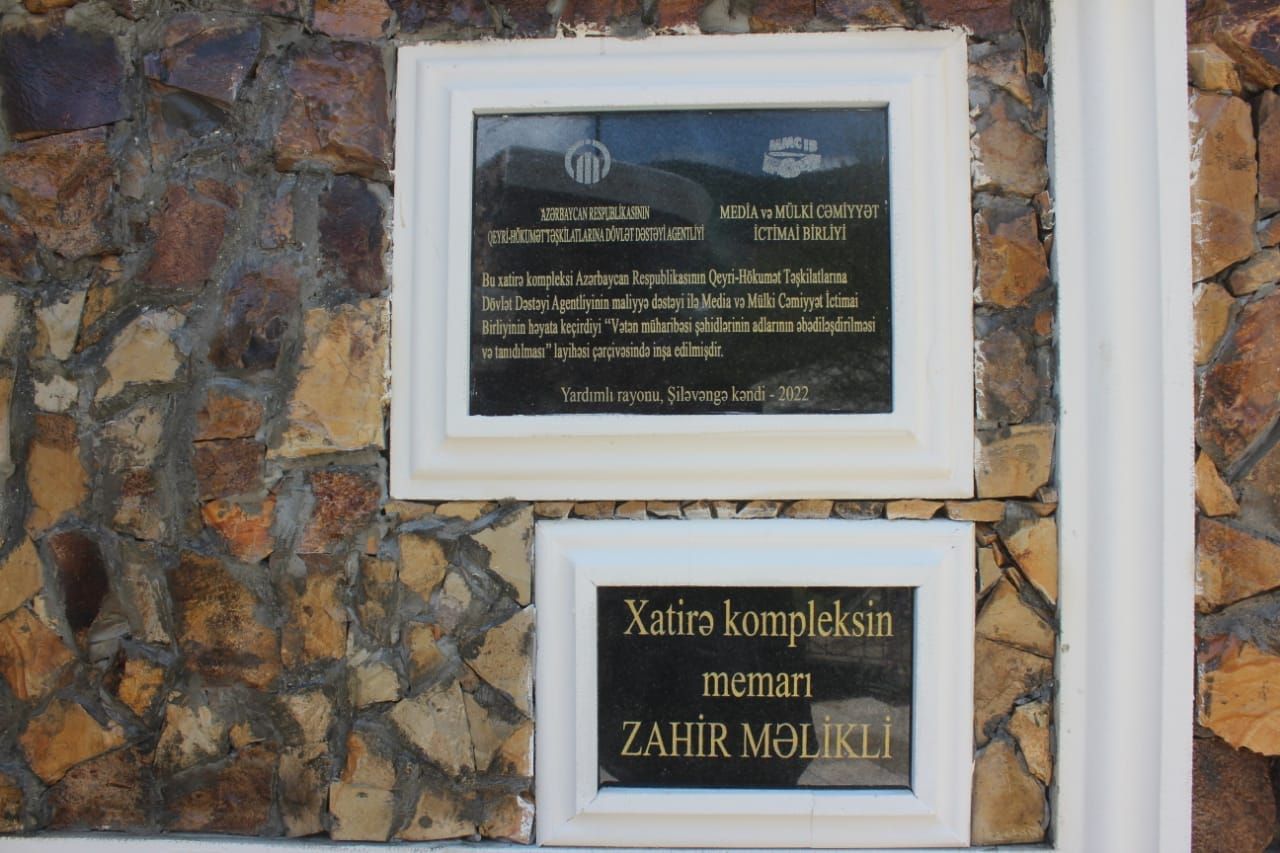 MMCİB
AZƏRBAYCAN RESPUBLİKASININ
QEYRİ-HÖKUMƏT TƏŞKİLATLARINA DÖVLƏT DƏSTƏYİ AGENTLİYİ
MEDİA və MÜLKİ CƏMİYYƏT
İCTİMAİ BİRLİYİ
Bu xatirə kompleksi Azərbaycan Respublikasının Qeyri-Hökumət Təşkilatlarına
Dövlət Dəstəyi Agentliyinin maliyyə dəstəyi ilə Media və Mülki Cəmiyyət İctimai
Birliyinin həyata keçirdiyi “Vətən müharibəsi şəhidlərinin adlarının əbədiləşdirilməsi
və tanıdılması” layihəsi çərçivəsində inşa edilmişdir.
Yardımlı rayonu, Şiləvəngə kəndi - 2022
Xatirə kompleksin
memarı
ZAHİR MƏLİKLİ